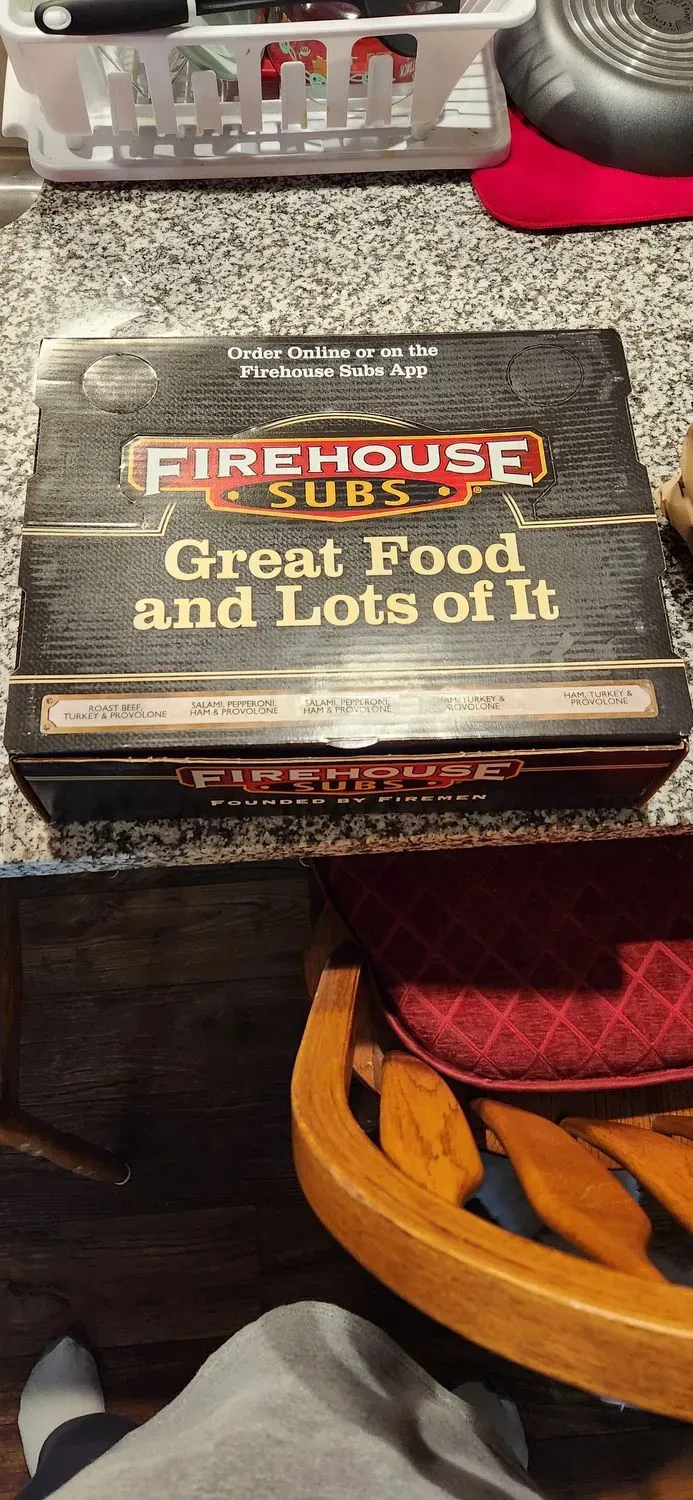 Order Online or on the
Firehouse Subs App
FIREHOUSE
SUBS®
Great Food
and Lots of It
ROAST BEEF,
TURKEY & PROVOLONE
SALAMI, PEPPERONI,
HAM & PROVOLONE
SALAMI, PEPPERONI,
HAM & PROVOLONE
HAM, TURKEY &
PROVOLONE
HAM, TURKEY &
PROVOLONE
FIREHOUSE
SUBS
FOUNDED BY FIREMEN